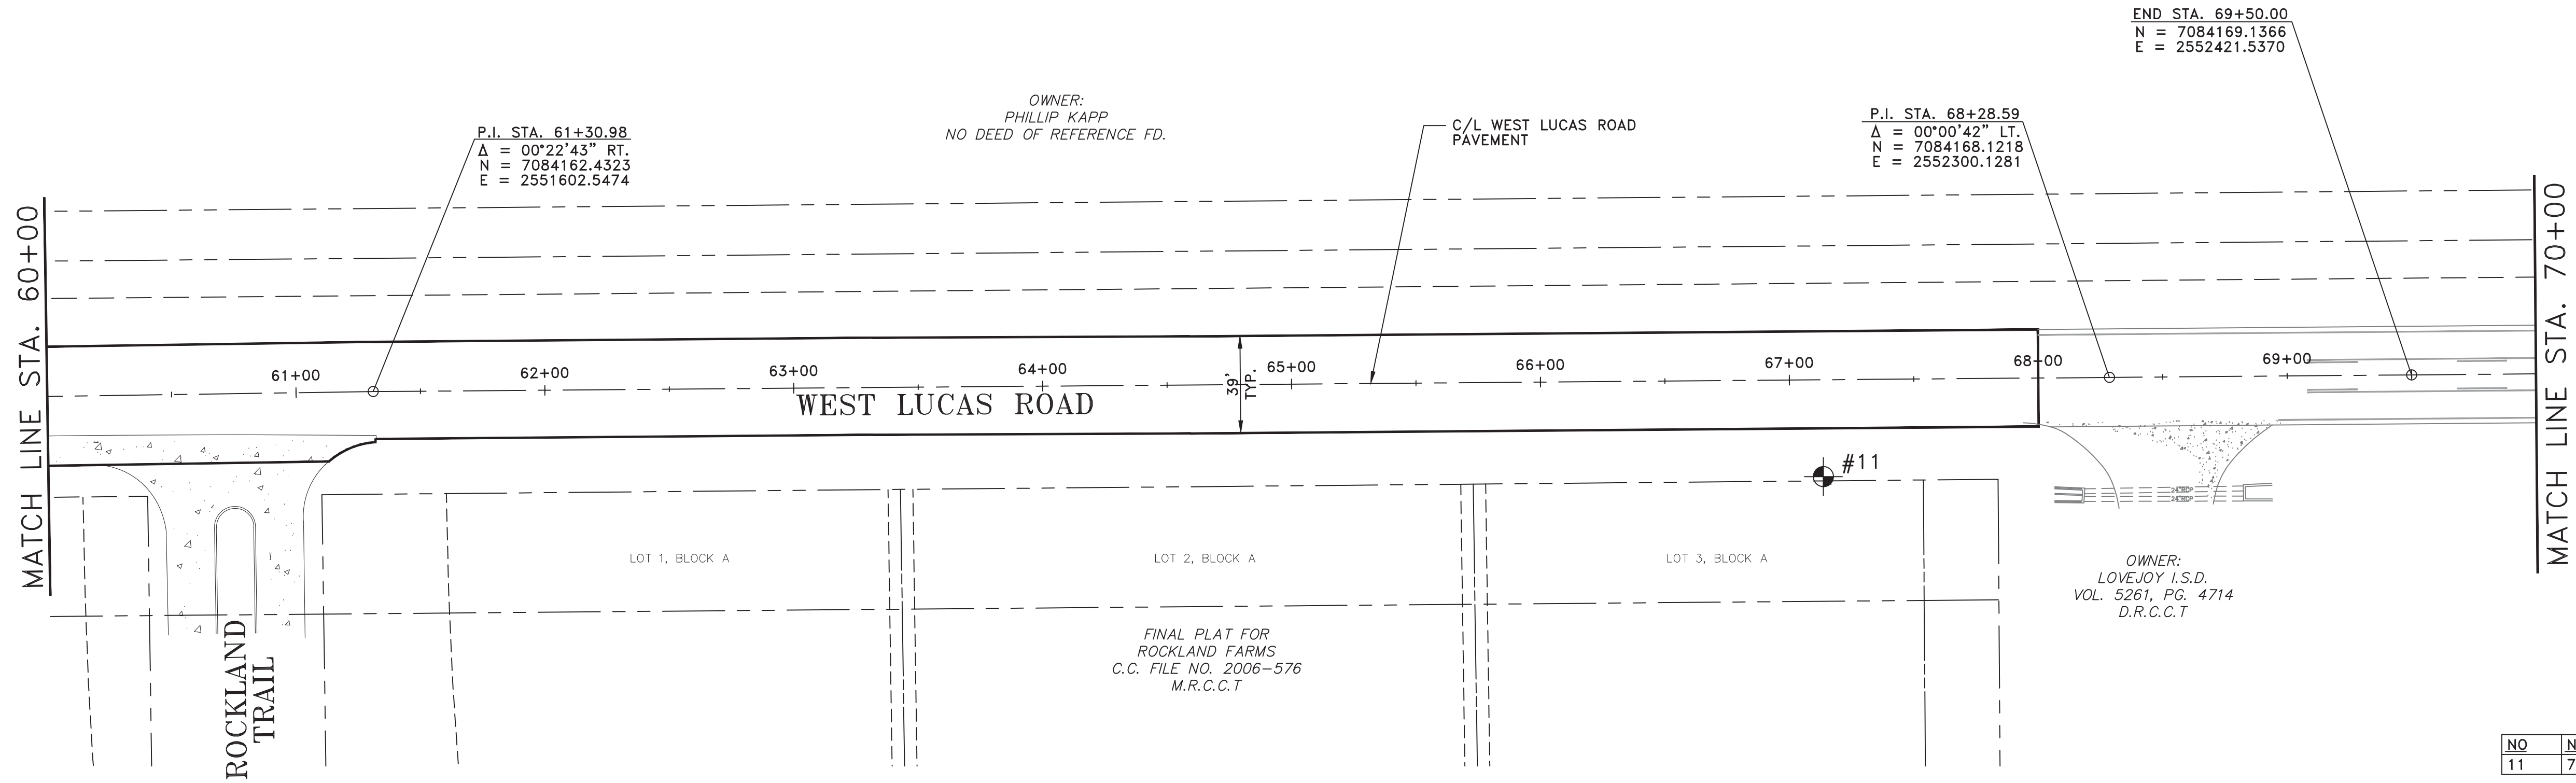 END STA. 69+50.00
N = 7084169.1366
E = 2552421.5370
OWNER:
PHILLIP KAPP
NO DEED OF REFERENCE FD.
P.I. STA. 61+30.98
Δ = 00°22'43" RT.
N = 7084162.4323
E = 2551602.5474
C/L WEST LUCAS ROAD
PAVEMENT
P.I. STA. 68+28.59
Δ = 00°00'42" LT.
N = 7084168.1218
E = 2552300.1281
MATCH LINE STA. 60+00
MATCH LINE STA. 70+00
61+00
62+00
63+00
64+00
65+00
66+00
67+00
68+00
69+00
39'
TYP.
WEST LUCAS ROAD
#11
24"RCP
24"RCP
LOT 1, BLOCK A
LOT 2, BLOCK A
LOT 3, BLOCK A
OWNER:
LOVEJOY I.S.D.
VOL. 5261, PG. 4714
D.R.C.C.T
FINAL PLAT FOR
ROCKLAND FARMS
C.C. FILE NO. 2006-576
M.R.C.C.T
ROCKLAND
TRAIL
NO N
11 7